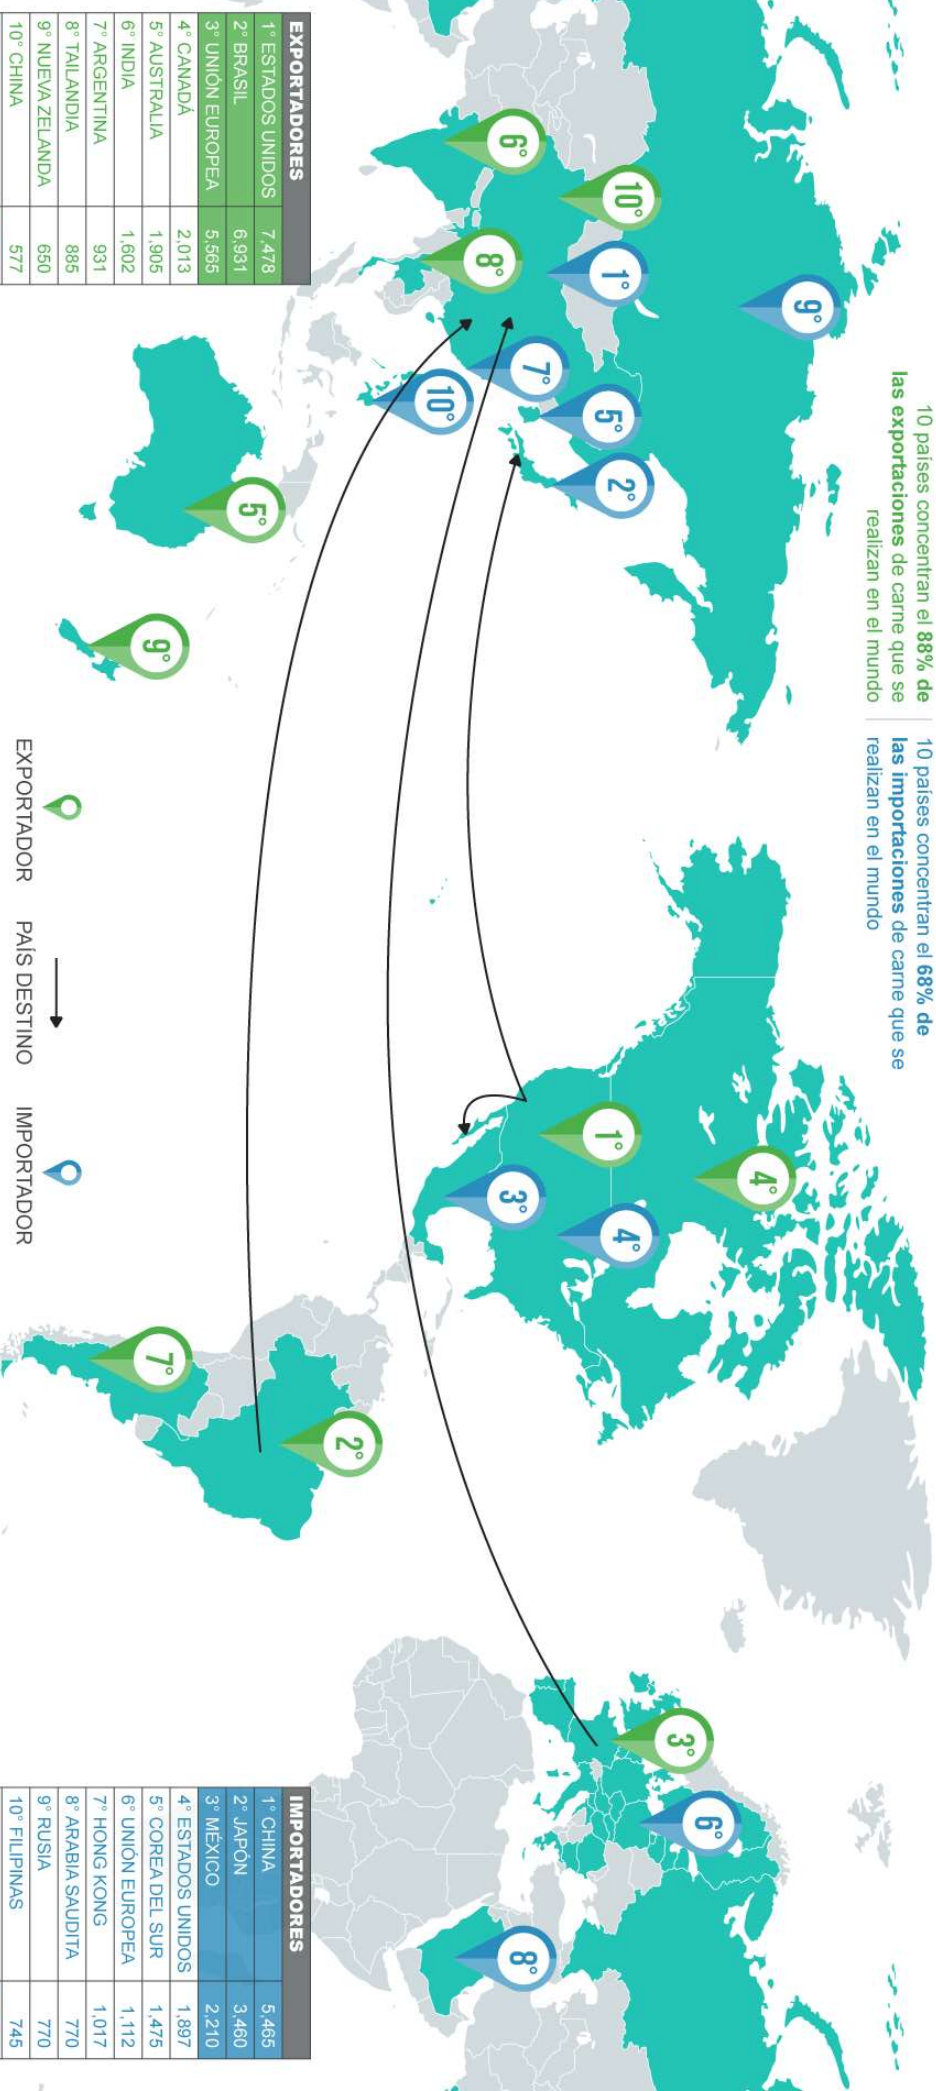 10 países concentran el 88% de
las exportaciones de carne que se
realizan en el mundo
10 países concentran el 68% de
las importaciones de carne que se
realizan en el mundo
9°
10°
1°
6°
8°
7°
5°
2°
10°
5°
9°
4°
1°
4°
3°
2°
7°
3°
6°
8°
EXPORTADORES
1° ESTADOS UNIDOS 7,478
2° BRASIL 6,931
3° UNIÓN EUROPEA 5,565
4° CANADÁ 2,013
5° AUSTRALIA 1,905
6° INDIA 1,602
7° ARGENTINA 931
8° TAILANDIA 885
9° NUEVA ZELANDA 650
10° CHINA 577
EXPORTADOR
PAÍS DESTINO
IMPORTADOR
IMPORTADORES
1° CHINA 5,465
2° JAPÓN 3,460
3° MÉXICO 2,210
4° ESTADOS UNIDOS 1,897
5° COREA DEL SUR 1,475
6° UNIÓN EUROPEA 1,112
7° HONG KONG 1,017
8° ARABIA SAUDITA 770
9° RUSIA 770
10° FILIPINAS 745